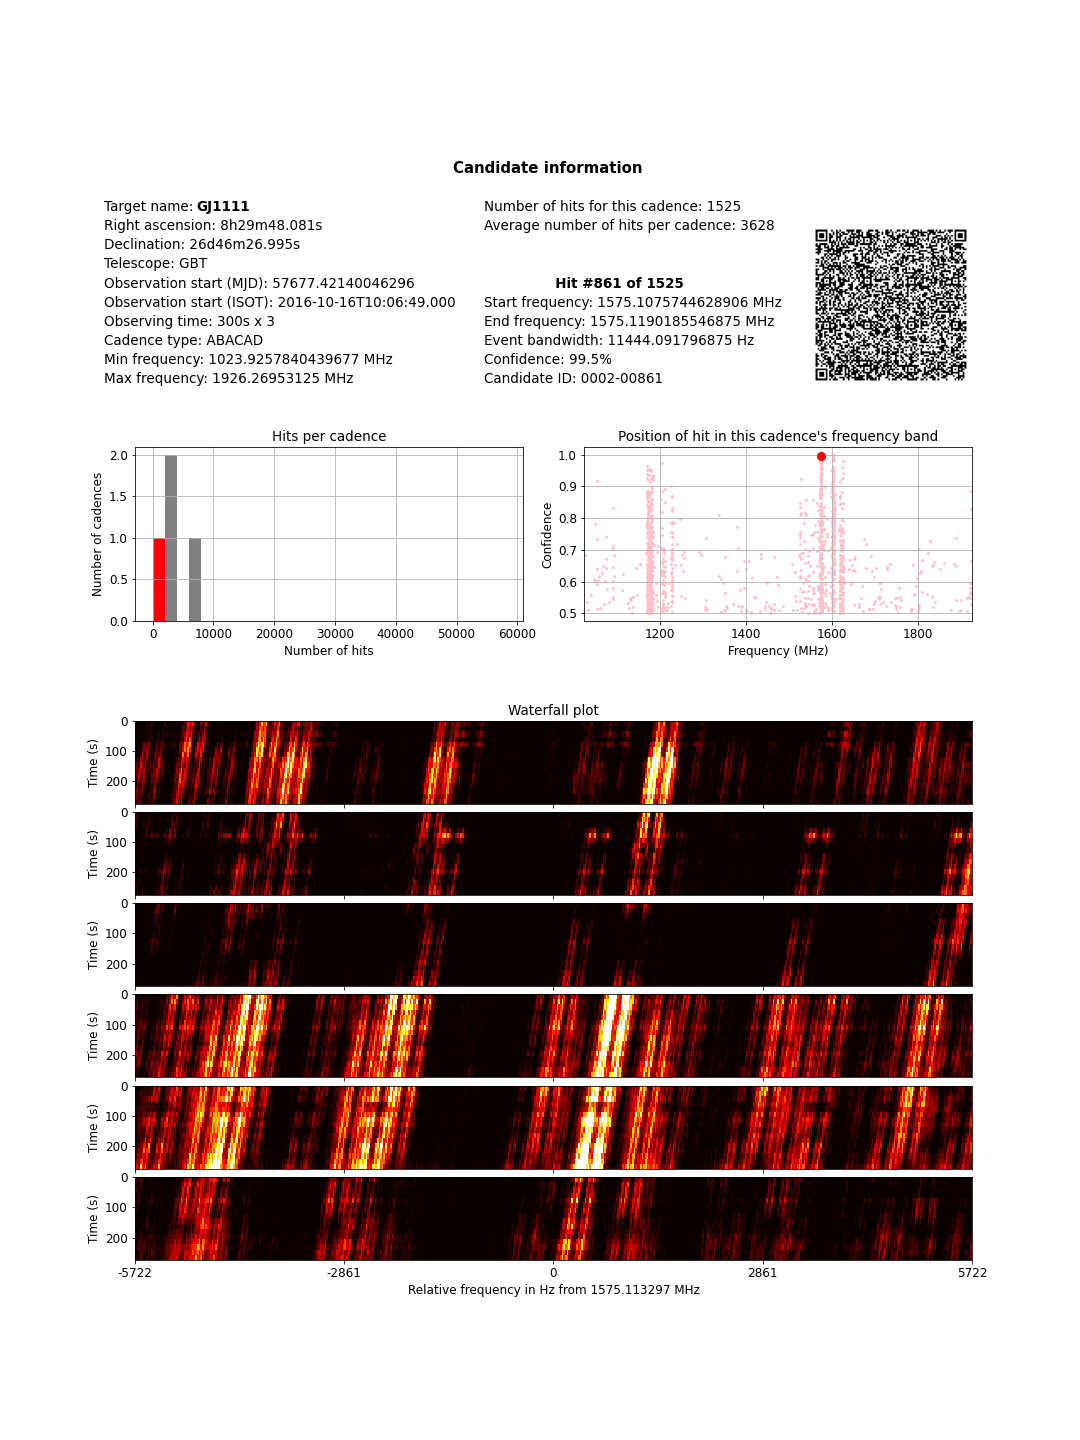 Candidate information
Target name: GJ1111
Right ascension: 8h29m48.081s
Declination: 26d46m26.995s
Telescope: GBT
Observation start (MJD): 57677.42140046296
Observation start (ISOT): 2016-10-16T10:06:49.000
Observing time: 300s x 3
Cadence type: ABACAD
Min frequency: 1023.9257840439677 MHz
Max frequency: 1926.26953125 MHz
Number of hits for this cadence: 1525
Average number of hits per cadence: 3628
Hit #861 of 1525
Start frequency: 1575.1075744628906 MHz
End frequency: 1575.1190185546875 MHz
Event bandwidth: 11444.091796875 Hz
Confidence: 99.5%
Candidate ID: 0002-00861
Hits per cadence
Number of cadences
2.0
1.5
1.0
0.5
0.0
0 10000 20000 30000 40000 50000 60000
Number of hits
Position of hit in this cadence's frequency band
Confidence
1.0
0.9
0.8
0.7
0.6
0.5
1200 1400 1600 1800
Frequency (MHz)
Waterfall plot
Time (s)
0
100
200
Time (s)
0
100
200
Time (s)
0
100
200
Time (s)
0
100
200
Time (s)
0
100
200
Time (s)
0
100
200
-5722 -2861 0 2861 5722
Relative frequency in Hz from 1575.113297 MHz